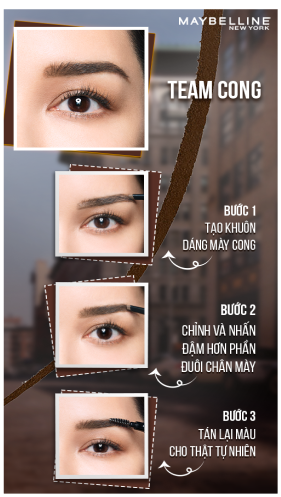 MAYBELLINE
NEW YORK
TEAM CONG
BƯỚC 1
TẠO KHUÔN
DÁNG MÀY CONG
BƯỚC 2
CHỈNH VÀ NHẤN
ĐẬM HƠN PHẦN
ĐUÔI CHÂN MÀY
BƯỚC 3
TÁN LẠI MÀU
CHO THẬT TỰ NHIÊN